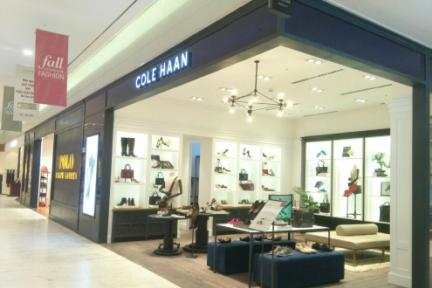 fall
FASHION
COLE HAAN
POLO
RALPH LAUREN